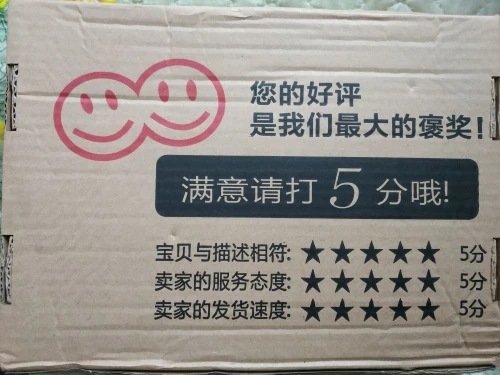 您的好评
是我们最大的褒奖!
满意请打 5 分哦!
宝贝与描述相符: ★★★★★ 5分
卖家的服务态度: ★★★★★ 5分
卖家的发货速度: ★★★★★ 5分